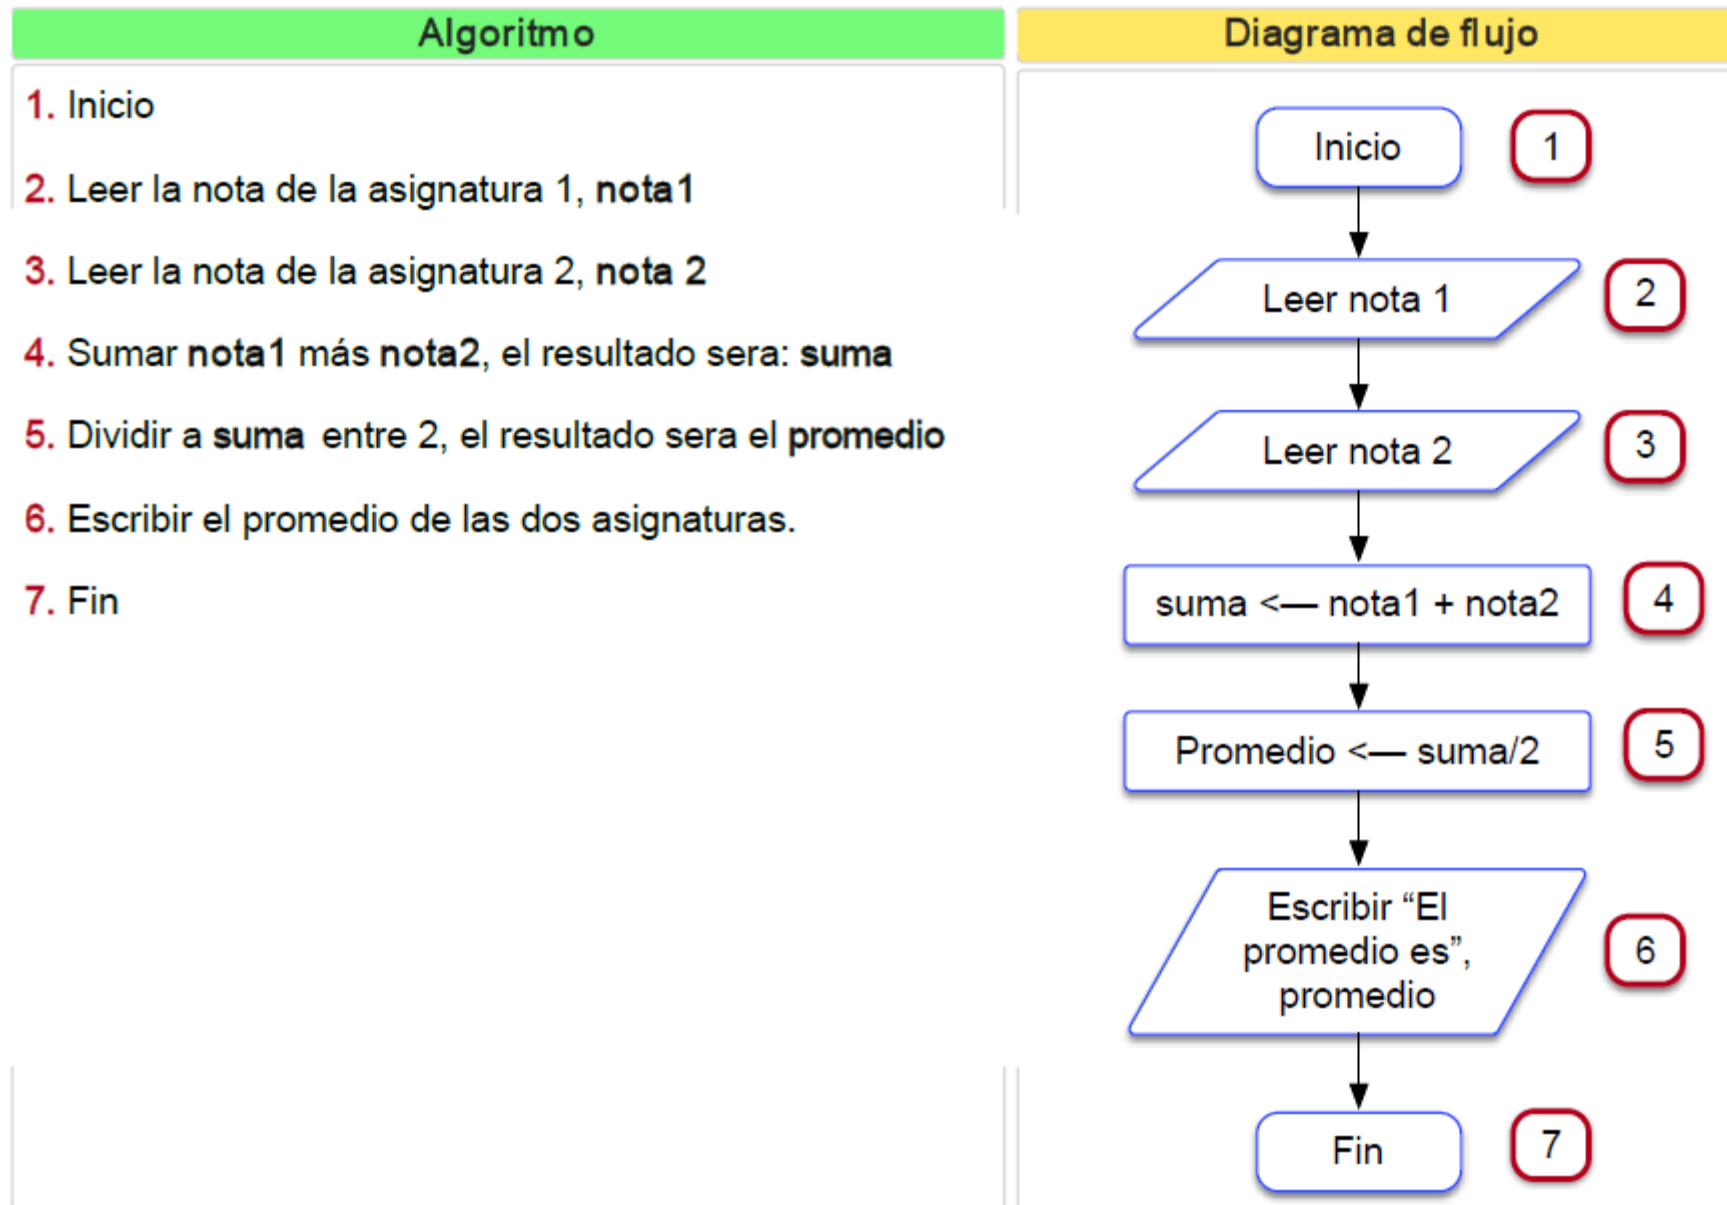 Algoritmo
1. Inicio
2. Leer la nota de la asignatura 1, nota1
3. Leer la nota de la asignatura 2, nota 2
4. Sumar nota1 más nota2, el resultado sera: suma
5. Dividir a suma entre 2, el resultado sera el promedio
6. Escribir el promedio de las dos asignaturas.
7. Fin
Diagrama de flujo
Inicio
1
Leer nota 1
2
Leer nota 2
3
suma <— nota1 + nota2
4
Promedio <— suma/2
5
Escribir “El
promedio es”,
promedio
6
Fin
7